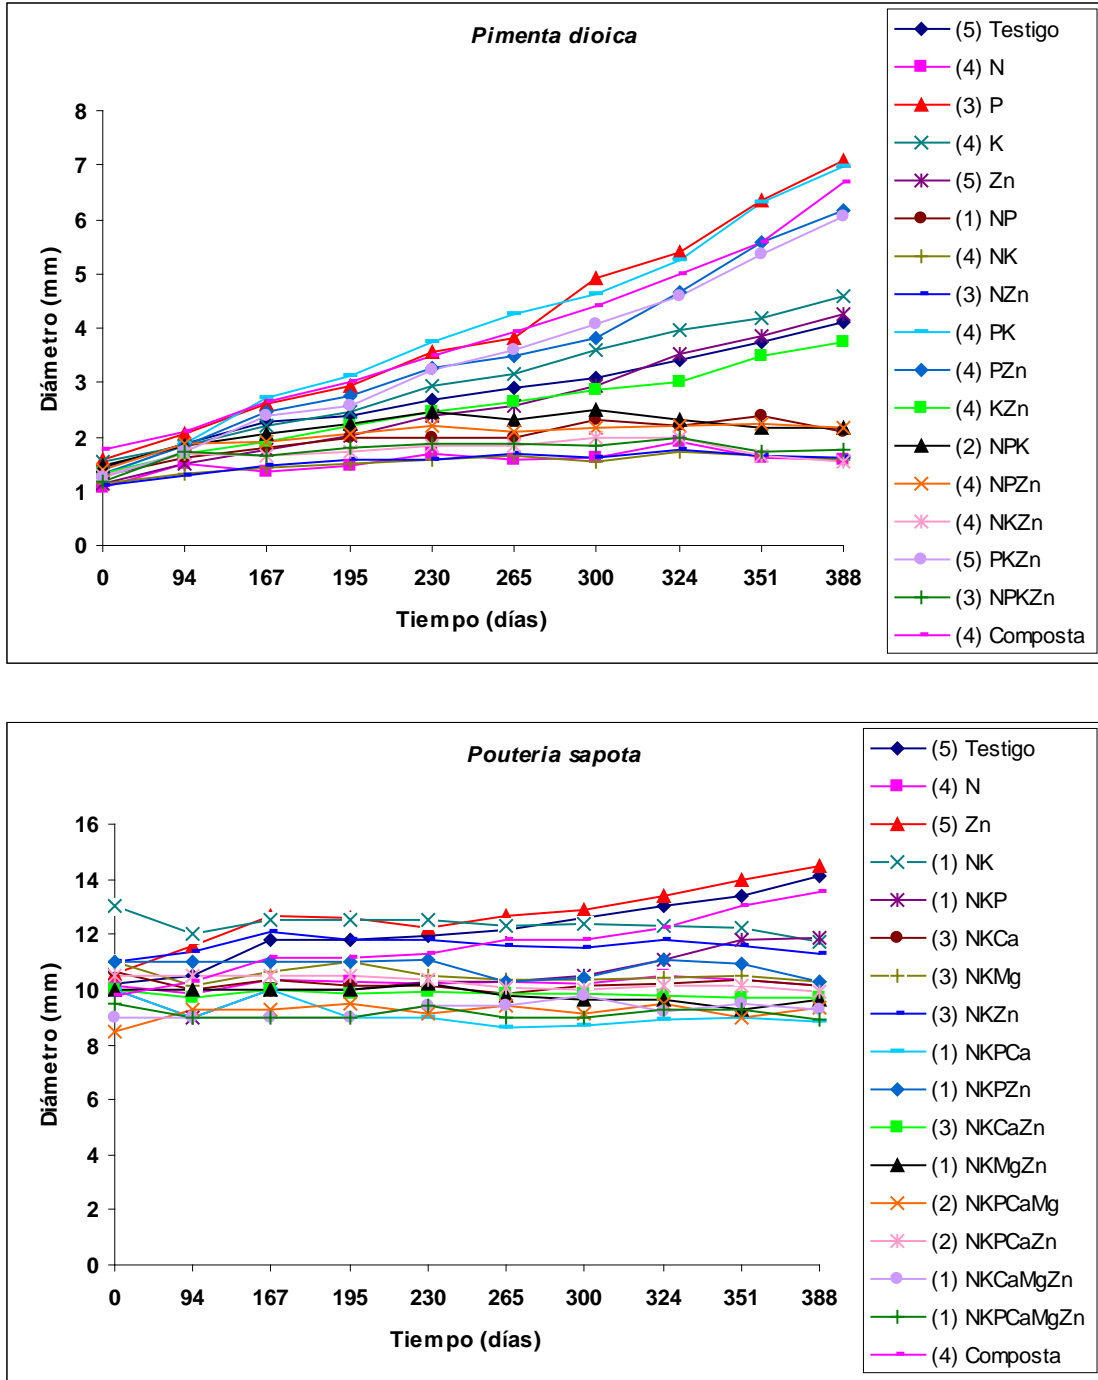 Pimenta dioica
Diámetro (mm)
8
7
6
5
4
3
2
1
0
0 94 167 195 230 265 300 324 351 388
Tiempo (días)
(5) Testigo
(4) N
(3) P
(4) K
(5) Zn
(1) NP
(4) NK
(3) NZn
(4) PK
(4) PZn
(4) KZn
(2) NPK
(4) NPZn
(4) NKZn
(5) PKZn
(3) NPKZn
(4) Composta
Pouteria sapota
Diámetro (mm)
16
14
12
10
8
6
4
2
0
0 94 167 195 230 265 300 324 351 388
Tiempo (días)
(5) Testigo
(4) N
(5) Zn
(1) NK
(1) NKP
(3) NKCa
(3) NKMg
(3) NKZn
(1) NKPCa
(1) NKPZn
(3) NKCaZn
(1) NKMgZn
(2) NKPCaMg
(2) NKPCaZn
(1) NKCaMgZn
(1) NKPCaMgZn
(4) Composta